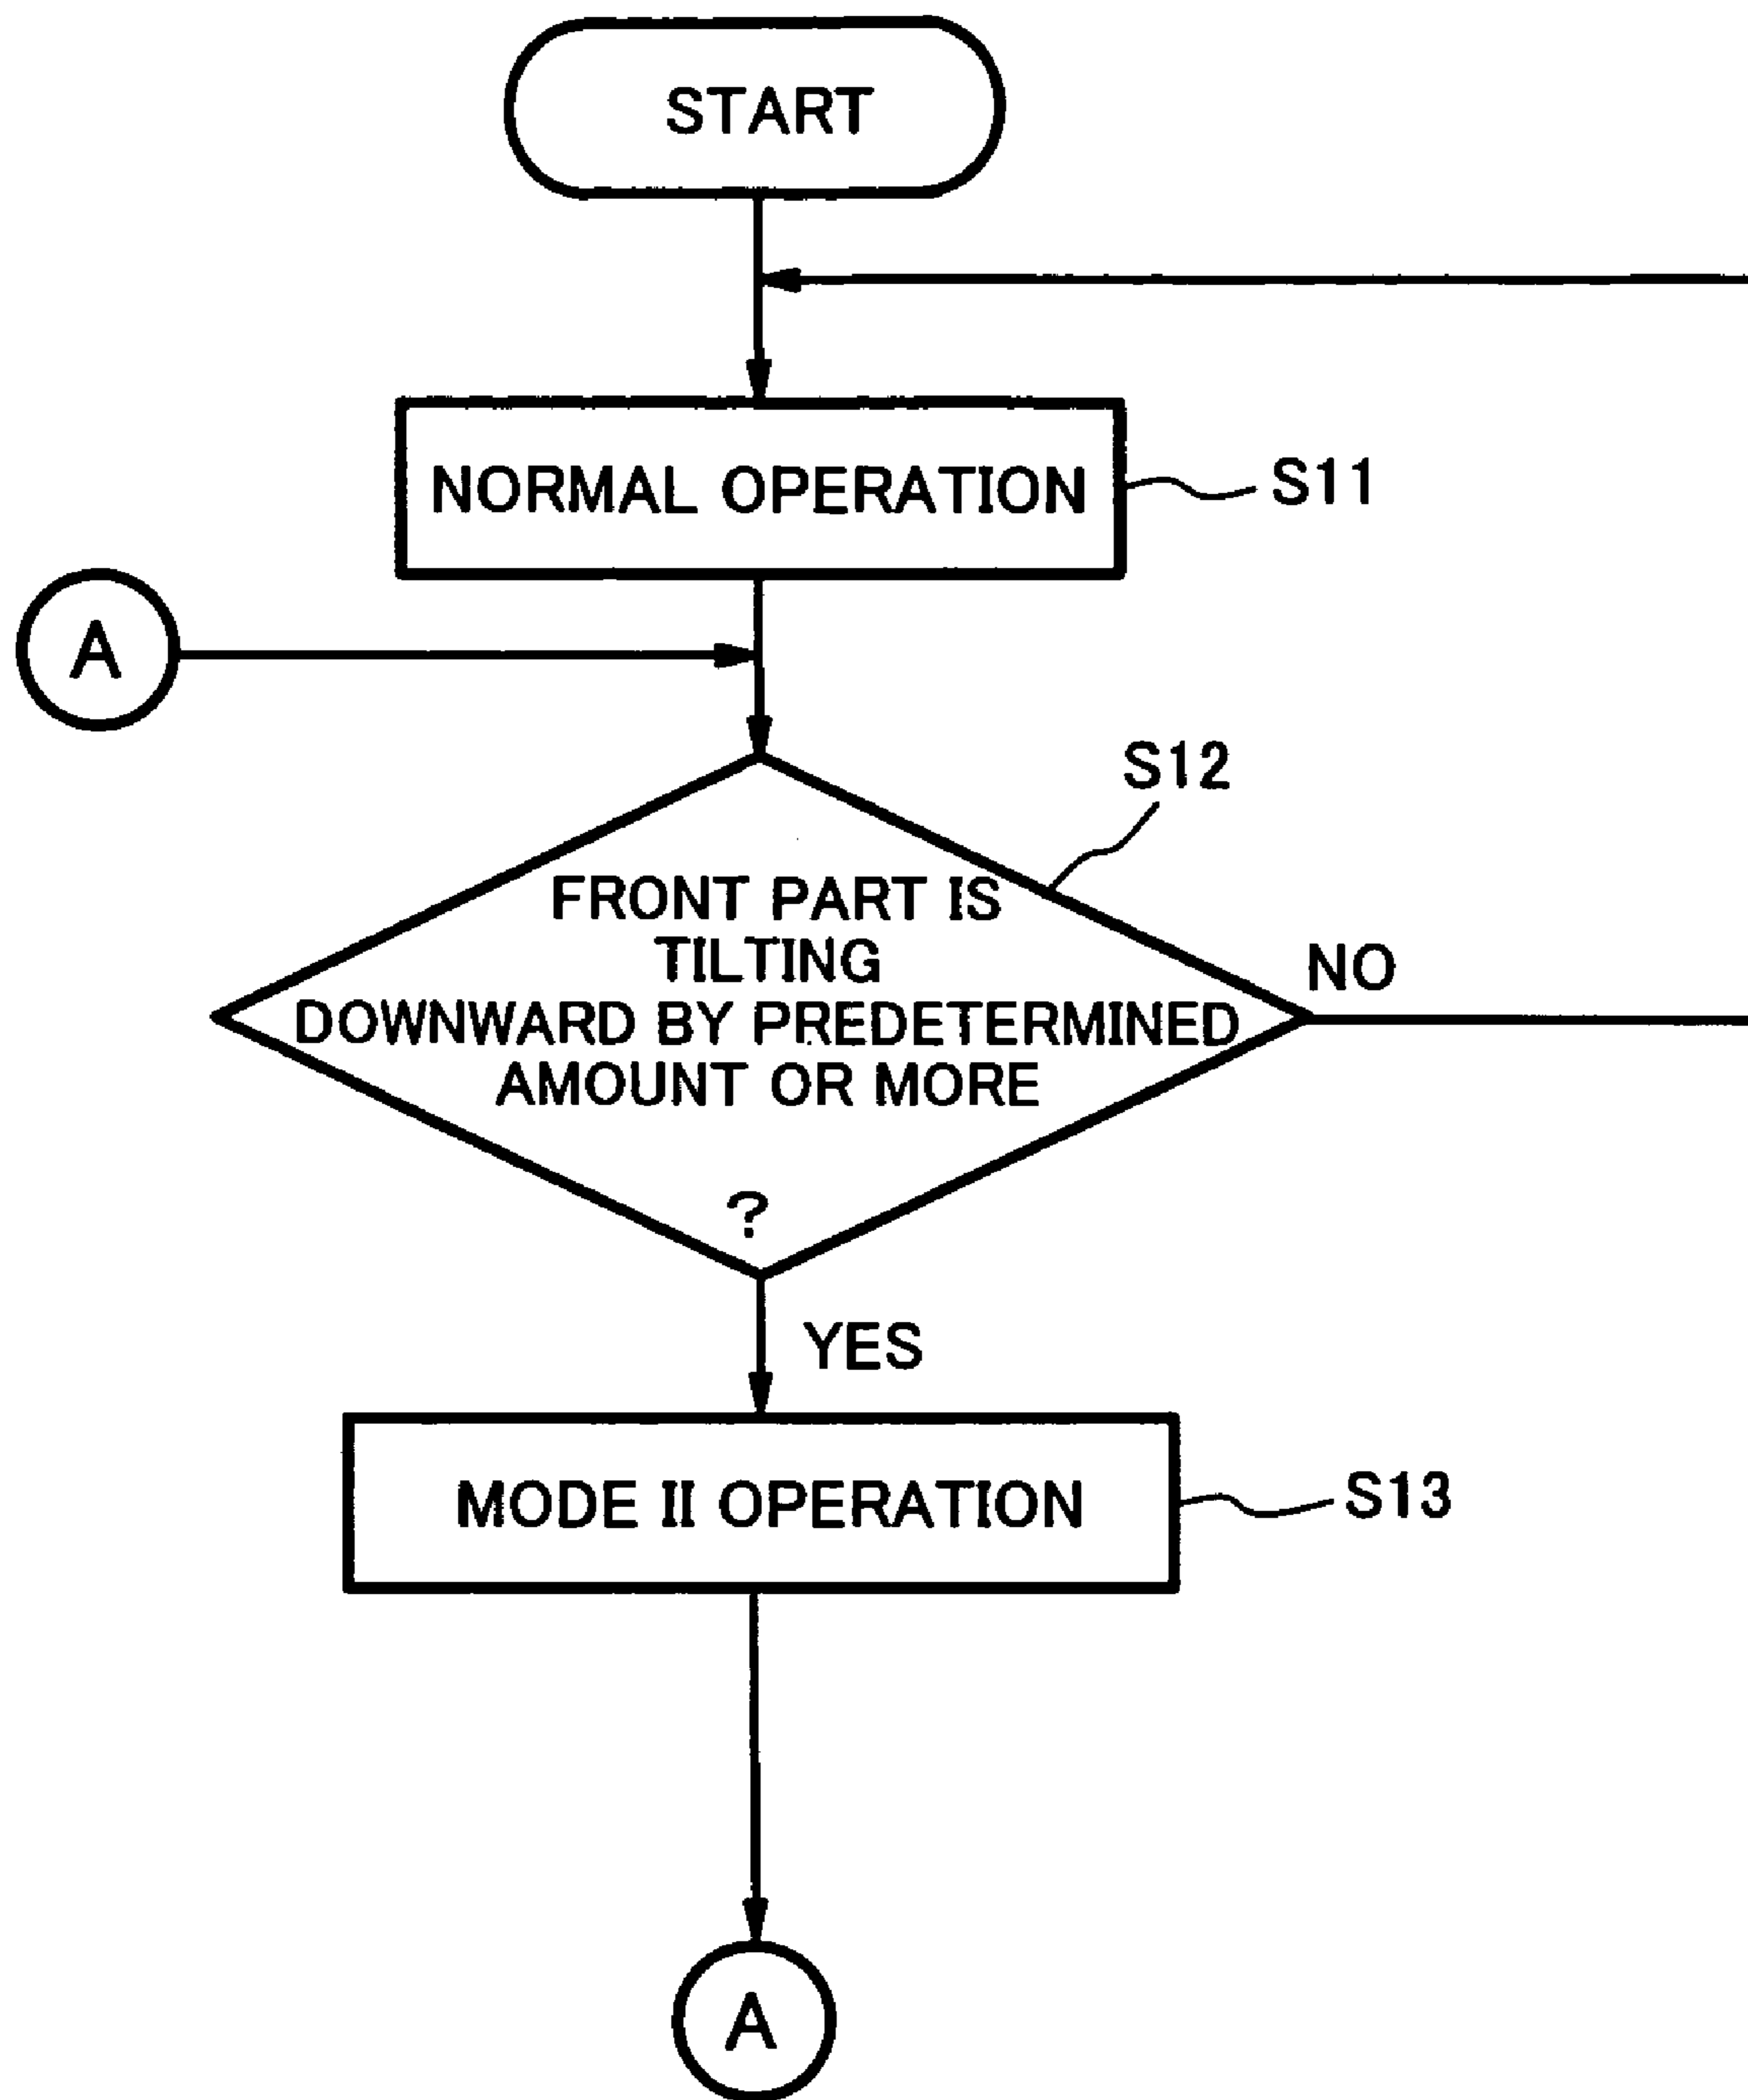 START
NORMAL OPERATION
S11
A
S12
FRONT PART IS
TILTING
DOWNWARD BY PREDETERMINED
AMOUNT OR MORE
?
NO
YES
MODE II OPERATION
S13
A